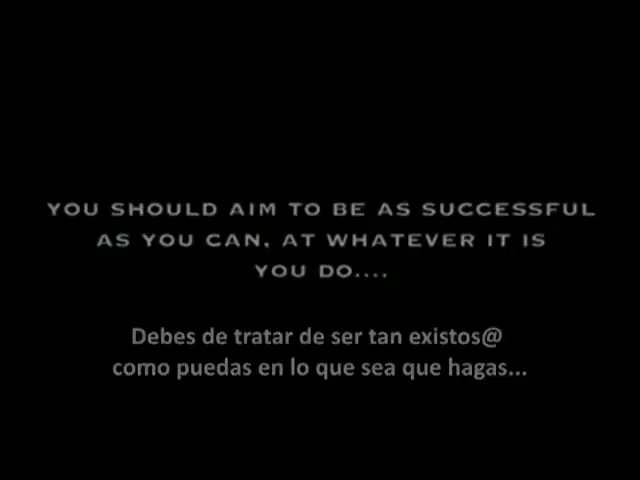 YOU SHOULD AIM TO BE AS SUCCESSFUL
AS YOU CAN, AT WHATEVER IT IS
YOU DO....
Debes de tratar de ser tan existos@
como puedas en lo que sea que hagas...